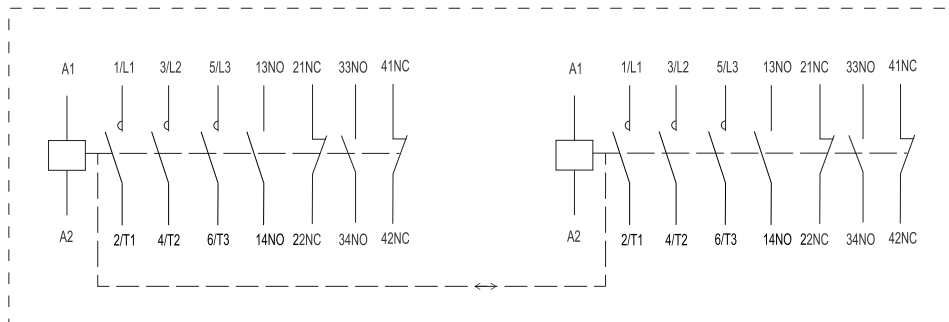 A1 1/L1 3/L2 5/L3 13NO 21NC 33NO 41NC A1 1/L1 3/L2 5/L3 13NO 21NC 33NO 41NC
A2 2/T1 4/T2 6/T3 14NO 22NC 34NO 42NC A2 2/T1 4/T2 6/T3 14NO 22NC 34NO 42NC